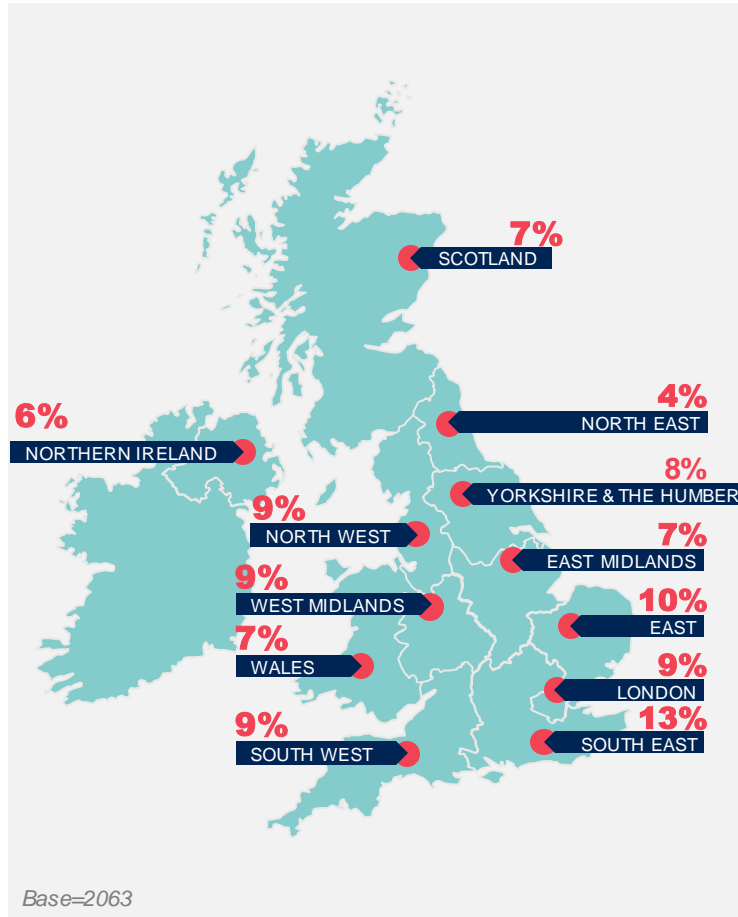 7%
SCOTLAND
4%
NORTH EAST
6%
NORTHERN IRELAND
8%
YORKSHIRE & THE HUMBER
9%
NORTH WEST
7%
EAST MIDLANDS
9%
WEST MIDLANDS
10%
EAST
7%
WALES
9%
LONDON
13%
SOUTH EAST
9%
SOUTH WEST
Base=2063